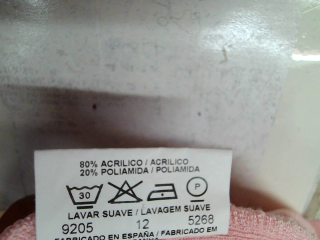 80% ACRILICO / ACRILICO
20% POLIAMIDA / POLIAMIDA
30 P
LAVAR SUAVE / LAVAGEM SUAVE
9205 12 5268
FABRICADO EN ESPAÑA / FABRICADO EM